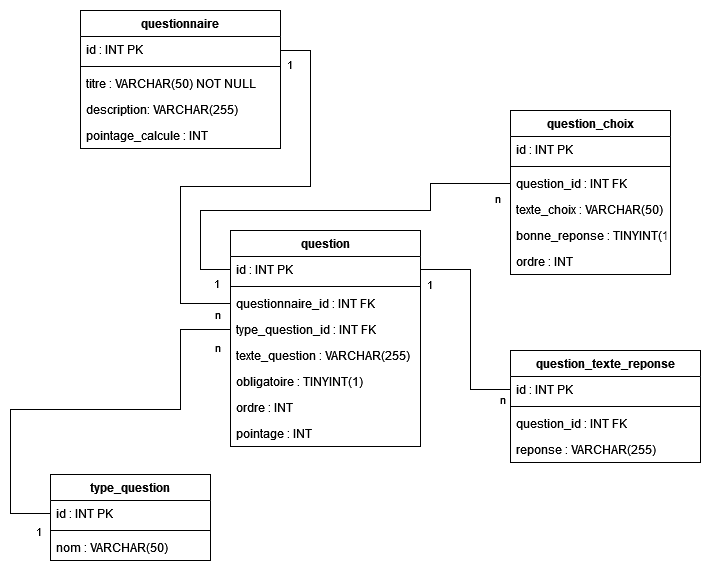 questionnaire
id : INT PK
titre : VARCHAR(50) NOT NULL
description: VARCHAR(255)
pointage_calcule : INT
1
question_choix
id : INT PK
question_id : INT FK
texte_choix : VARCHAR(50)
bonne_reponse : TINYINT(1
ordre : INT
n
question
id : INT PK
questionnaire_id : INT FK
type_question_id : INT FK
texte_question : VARCHAR(255)
obligatoire : TINYINT(1)
ordre : INT
pointage : INT
1
n
n
1
question_texte_reponse
id : INT PK
question_id : INT FK
reponse : VARCHAR(255)
n
type_question
id : INT PK
nom : VARCHAR(50)
1